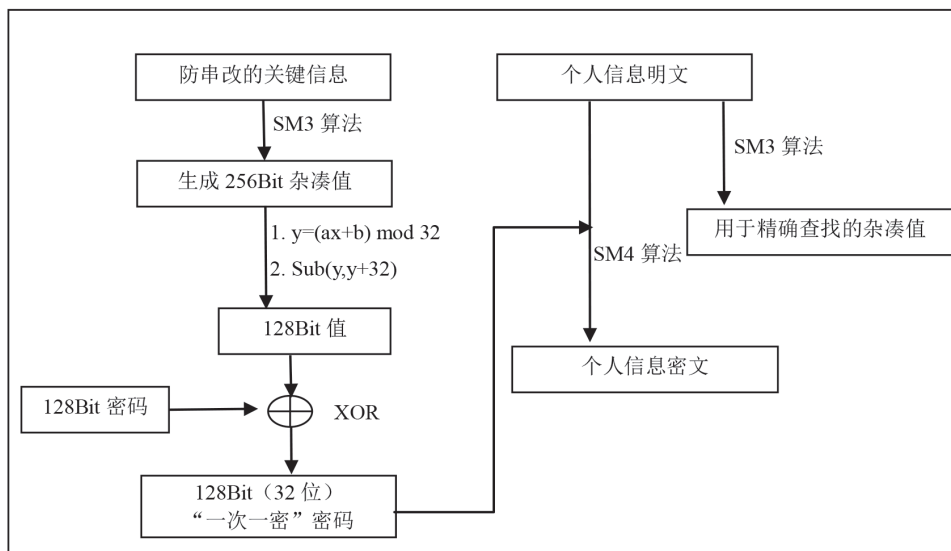 防串改的关键信息
SM3 算法
生成 256Bit 杂凑值
1. y=(ax+b) mod 32
2. Sub(y,y+32)
128Bit 值
128Bit 密码
XOR
128Bit（32 位）
“一次一密”密码
个人信息明文
SM3 算法
用于精确查找的杂凑值
SM4 算法
个人信息密文